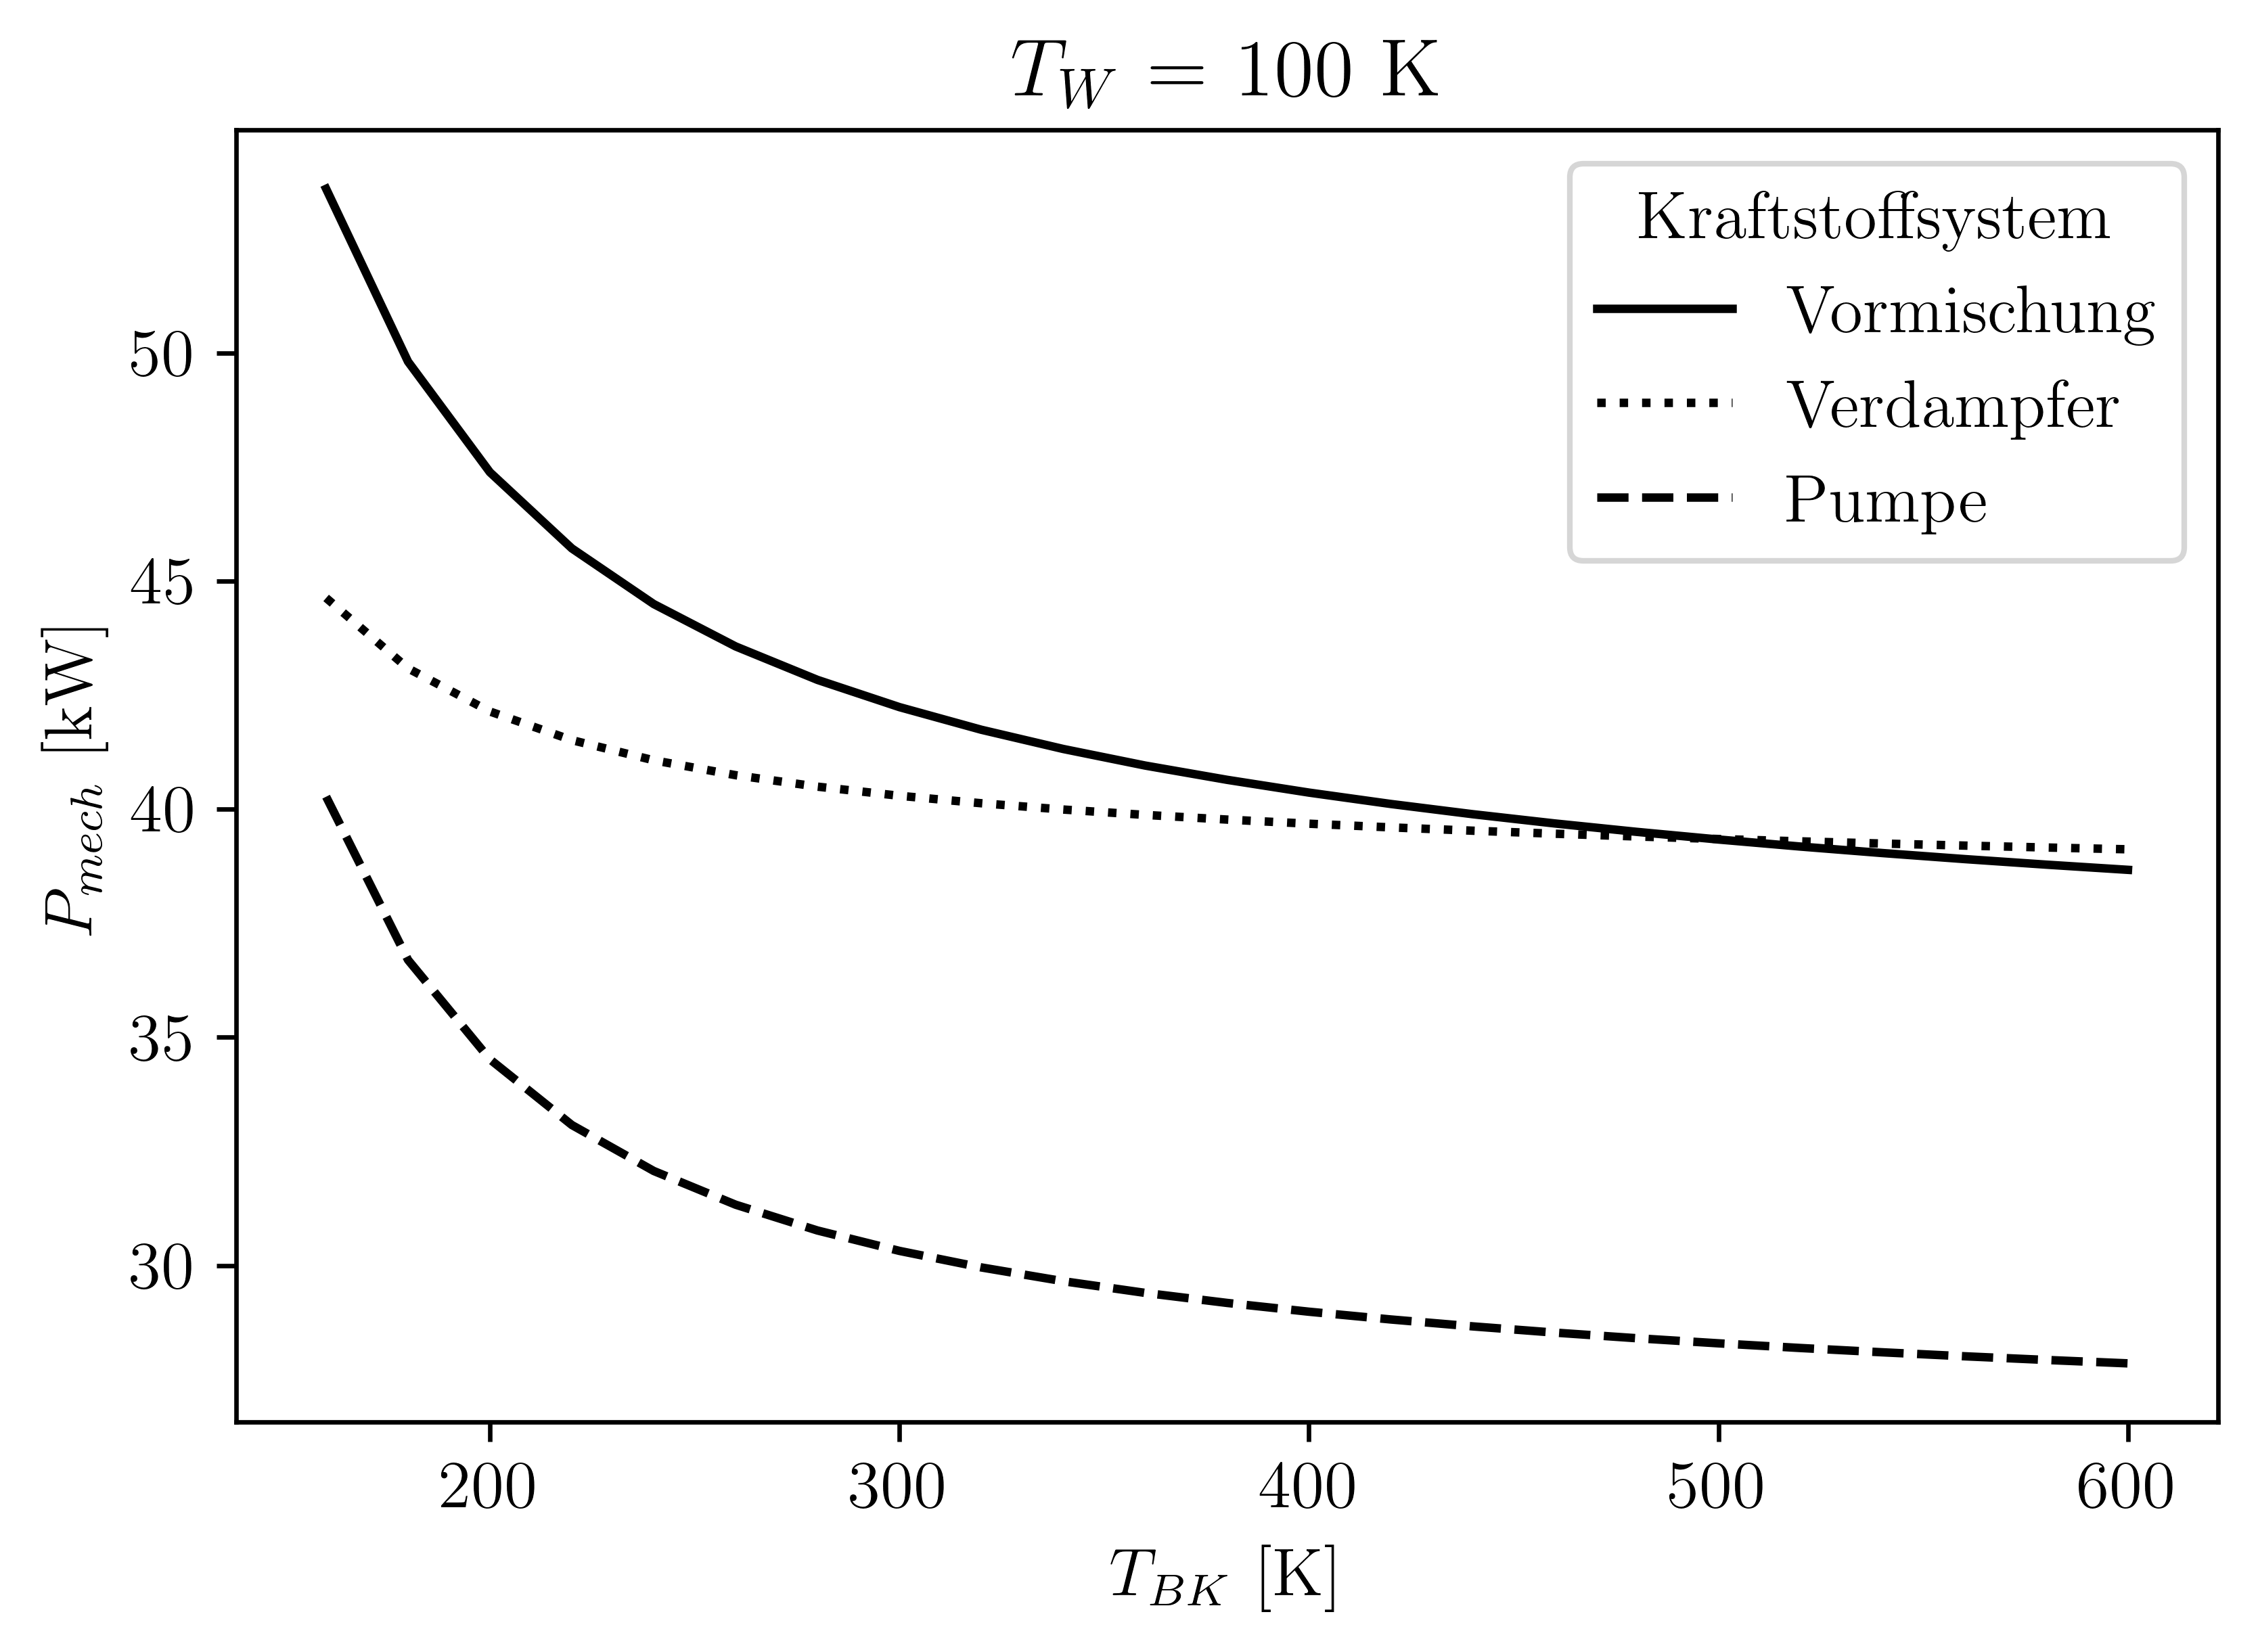 T_W = 100 K
Kraftstoffsystem
Vormischung
Verdampfer
Pumpe
P_mech [kW]
50
45
40
35
30
200 300 400 500 600
T_BK [K]